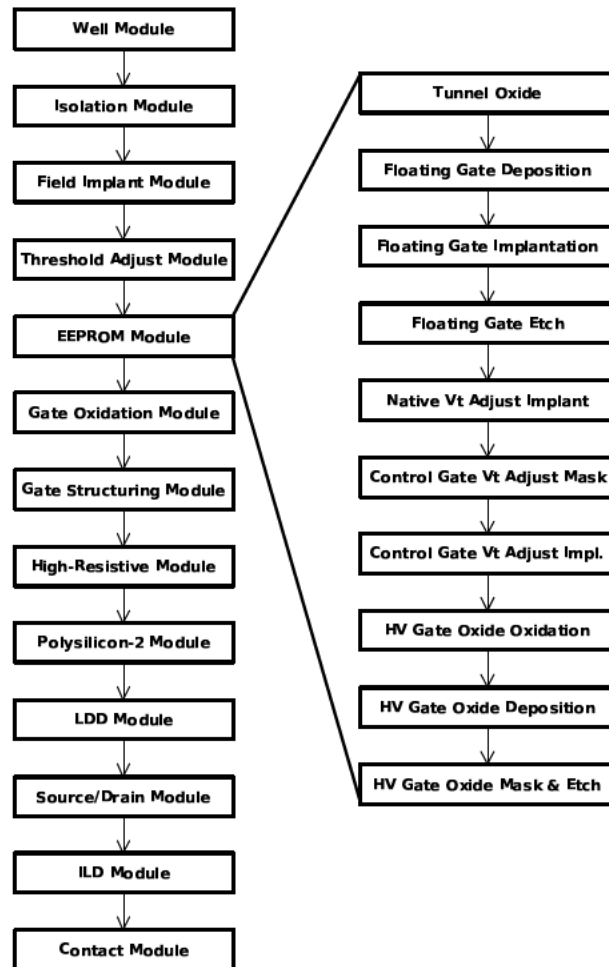 Well Module
Isolation Module
Field Implant Module
Threshold Adjust Module
EEPROM Module
Gate Oxidation Module
Gate Structuring Module
High-Resistive Module
Polysilicon-2 Module
LDD Module
Source/Drain Module
ILD Module
Contact Module
Tunnel Oxide
Floating Gate Deposition
Floating Gate Implantation
Floating Gate Etch
Native Vt Adjust Implant
Control Gate Vt Adjust Mask
Control Gate Vt Adjust Impl.
HV Gate Oxide Oxidation
HV Gate Oxide Deposition
HV Gate Oxide Mask & Etch